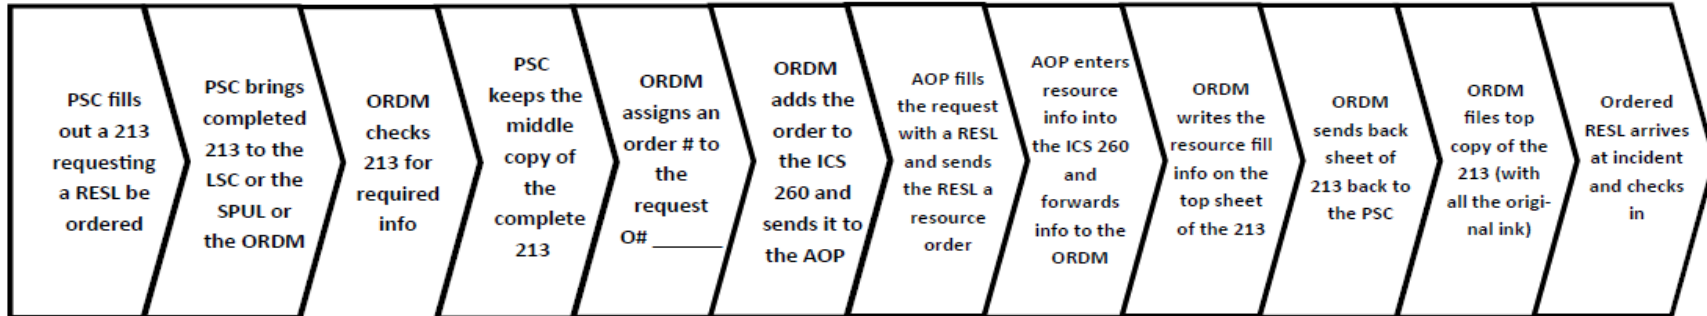 PSC fills
out a 213
requesting
a RESL be
ordered
PSC brings
completed
213 to the
LSC or the
SPUL or
the ORDM
ORDM
checks
213 for
required
info
PSC
keeps the
middle
copy of
the
complete
213
ORDM
assigns an
order # to
the
request
O# ______
ORDM
adds the
order to
the ICS
260 and
sends it to
the AOP
AOP fills
the request
with a RESL
and sends
the RESL a
resource
order
AOP enters
resource
info into
the ICS 260
and
forwards
info to the
ORDM
ORDM
writes the
resource fill
info on the
top sheet
of the 213
ORDM
sends back
sheet of
213 back to
the PSC
ORDM
files top
copy of the
213 (with
all the origi-
nal ink)
Ordered
RESL arrives
at incident
and checks
in